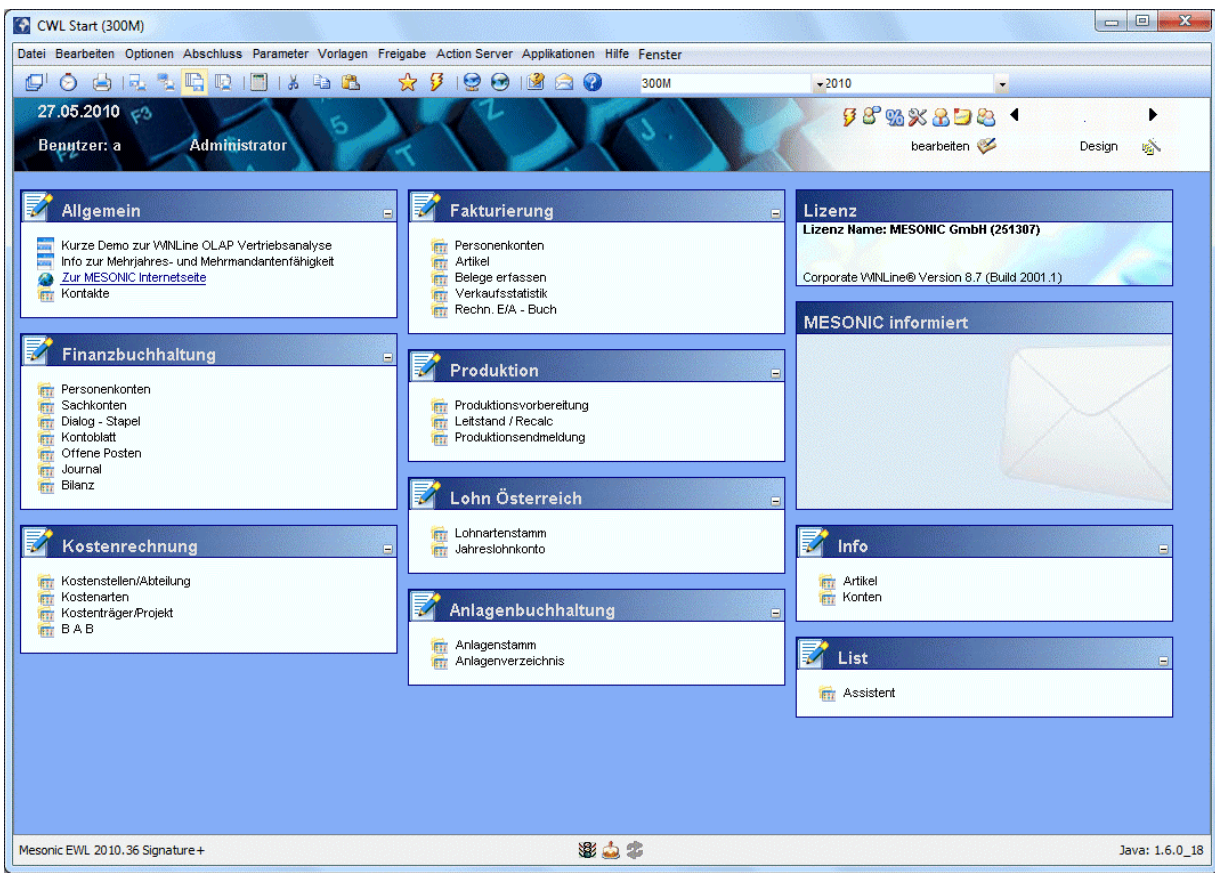 CWL Start (300M)
Datei Bearbeiten Optionen Abschluss Parameter Vorlagen Freigabe Action Server Applikationen Hilfe Fenster
300M 2010
27.05.2010
Benutzer: a Administrator
bearbeiten Design
Allgemein
Kurze Demo zur WINLine OLAP Vertriebsanalyse
Info zur Mehrjahres- und Mehrmandantenfähigkeit
Zur MESONIC Internetseite
Kontakte
Finanzbuchhaltung
Personenkonten
Sachkonten
Dialog - Stapel
Kontoblatt
Offene Posten
Journal
Bilanz
Kostenrechnung
Kostenstellen/Abteilung
Kostenarten
Kostenträger/Projekt
B A B
Fakturierung
Personenkonten
Artikel
Belege erfassen
Verkaufsstatistik
Rechn. E/A - Buch
Produktion
Produktionsvorbereitung
Leitstand / Recalc
Produktionsendmeldung
Lohn Österreich
Lohnartenstamm
Jahreslohnkonto
Anlagenbuchhaltung
Anlagenstamm
Anlagenverzeichnis
Lizenz
Lizenz Name: MESONIC GmbH (251307)
Corporate WINLine® Version 8.7 (Build 2001.1)
MESONIC informiert
Info
Artikel
Konten
List
Assistent
Mesonic EWL 2010.36 Signature+
Java: 1.6.0_18